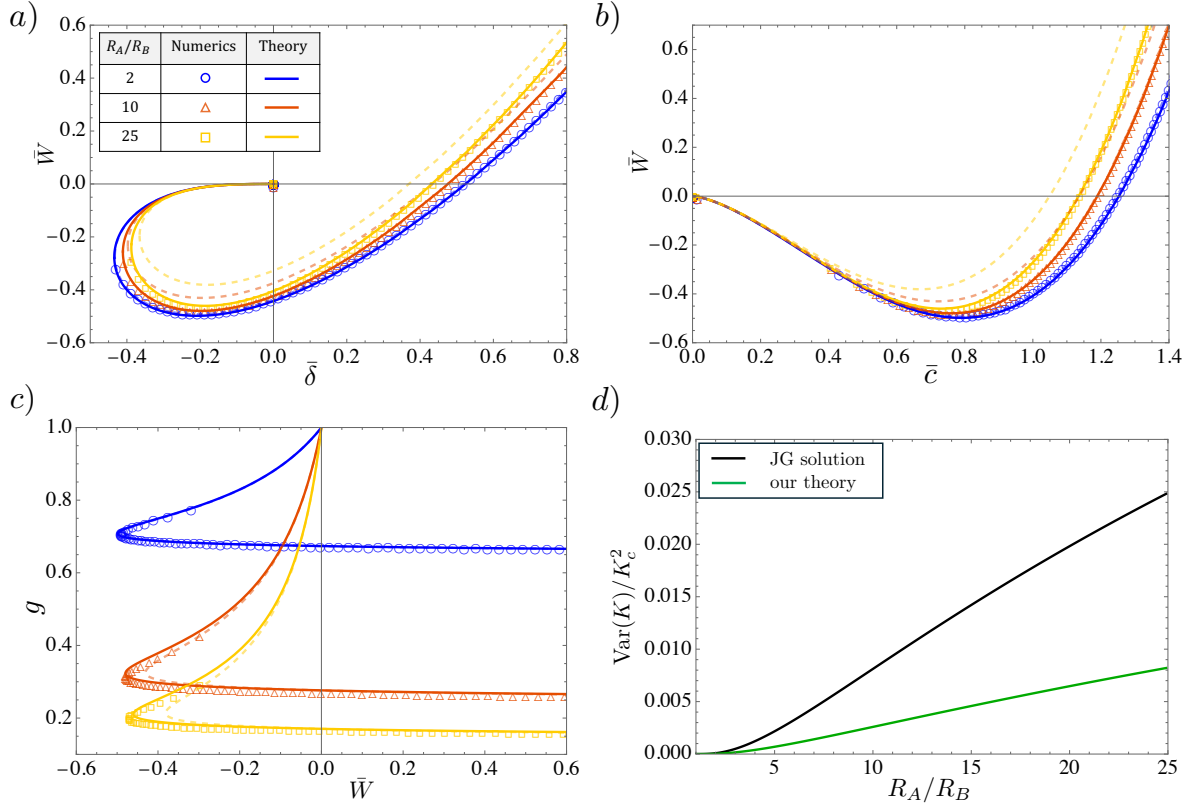 a)
R_A/R_B Numerics Theory
2
10
25
0.6
0.4
0.2
0.0
−0.2
−0.4
−0.6
W̄
−0.4 −0.2 0.0 0.2 0.4 0.6 0.8
δ̄
b)
0.6
0.4
0.2
0.0
−0.2
−0.4
−0.6
W̄
0.0 0.2 0.4 0.6 0.8 1.0 1.2 1.4
c̄
c)
1.0
0.8
0.6
0.4
0.2
g
−0.6 −0.4 −0.2 0.0 0.2 0.4 0.6
W̄
d)
JG solution
our theory
0.030
0.025
0.020
0.015
0.010
0.005
0.000
Var(K)/K_c^2
5 10 15 20 25
R_A/R_B